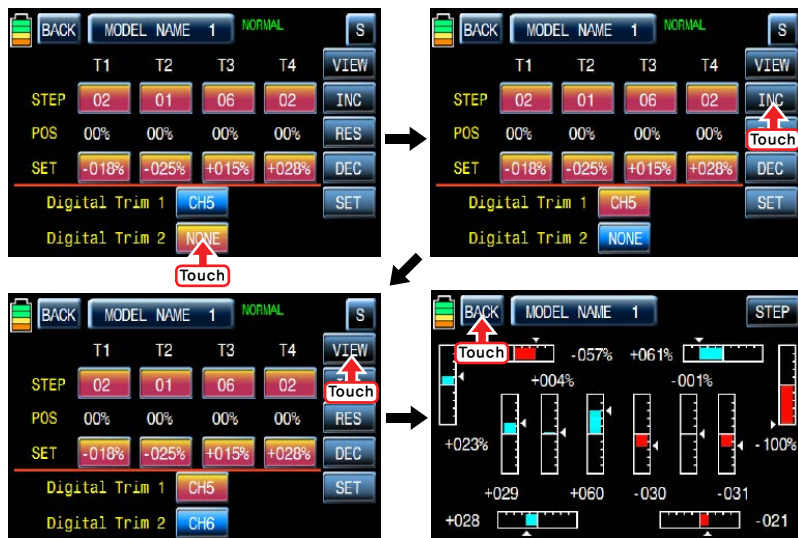 BACK MODEL NAME 1 NORMAL S
T1 T2 T3 T4 VIEW
STEP 02 01 06 02 INC
POS 00% 00% 00% 00% RES
SET -018% -025% +015% +028% DEC
Digital Trim 1 CH5 SET
Digital Trim 2 NONE
Touch
BACK MODEL NAME 1 NORMAL S
T1 T2 T3 T4 VIEW
STEP 02 01 06 02 INC
POS 00% 00% 00% 00% Touch
SET -018% -025% +015% +028% DEC
Digital Trim 1 CH5 SET
Digital Trim 2 NONE
BACK MODEL NAME 1 NORMAL S
T1 T2 T3 T4 VIEW
STEP 02 01 06 02 Touch
POS 00% 00% 00% 00% RES
SET -018% -025% +015% +028% DEC
Digital Trim 1 CH5 SET
Digital Trim 2 CH6
BACK MODEL NAME 1 STEP
Touch -057% +061%
+004% -001%
+023% -100%
+029 +060 -030 -031
+028 -021